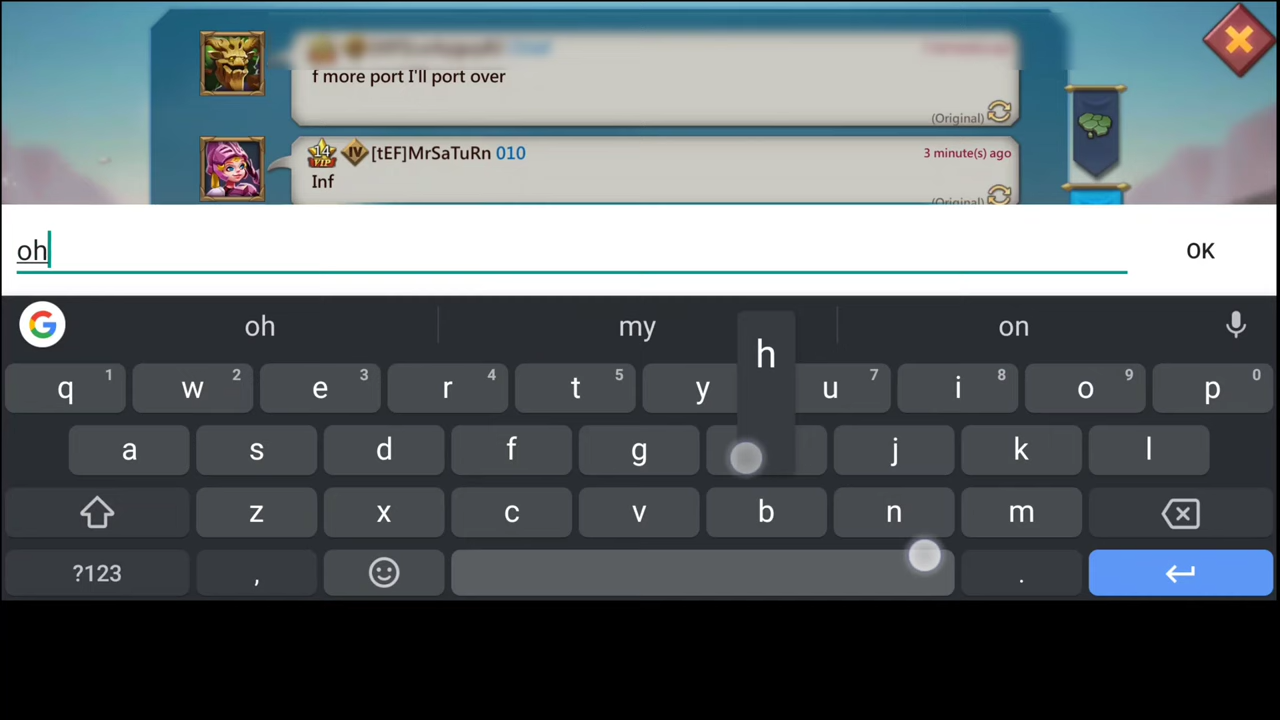 f more port I'll port over
(Original)
14 VIP IV [tEF]MrSaTuRn 010
3 minute(s) ago
Inf
(Original)
oh
OK
G oh my on
h
q 1 w 2 e 3 r 4 t 5 y u 7 i 8 o 9 p 0
a s d f g j k l
z x c v b n m
?123 , .